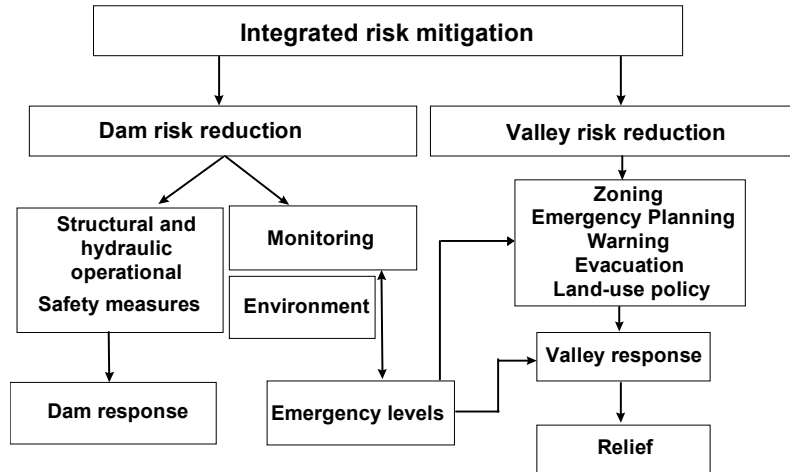 Integrated risk mitigation
Dam risk reduction
Valley risk reduction
Structural and
hydraulic
operational
Safety measures
Monitoring
Environment
Zoning
Emergency Planning
Warning
Evacuation
Land-use policy
Dam response
Emergency levels
Valley response
Relief